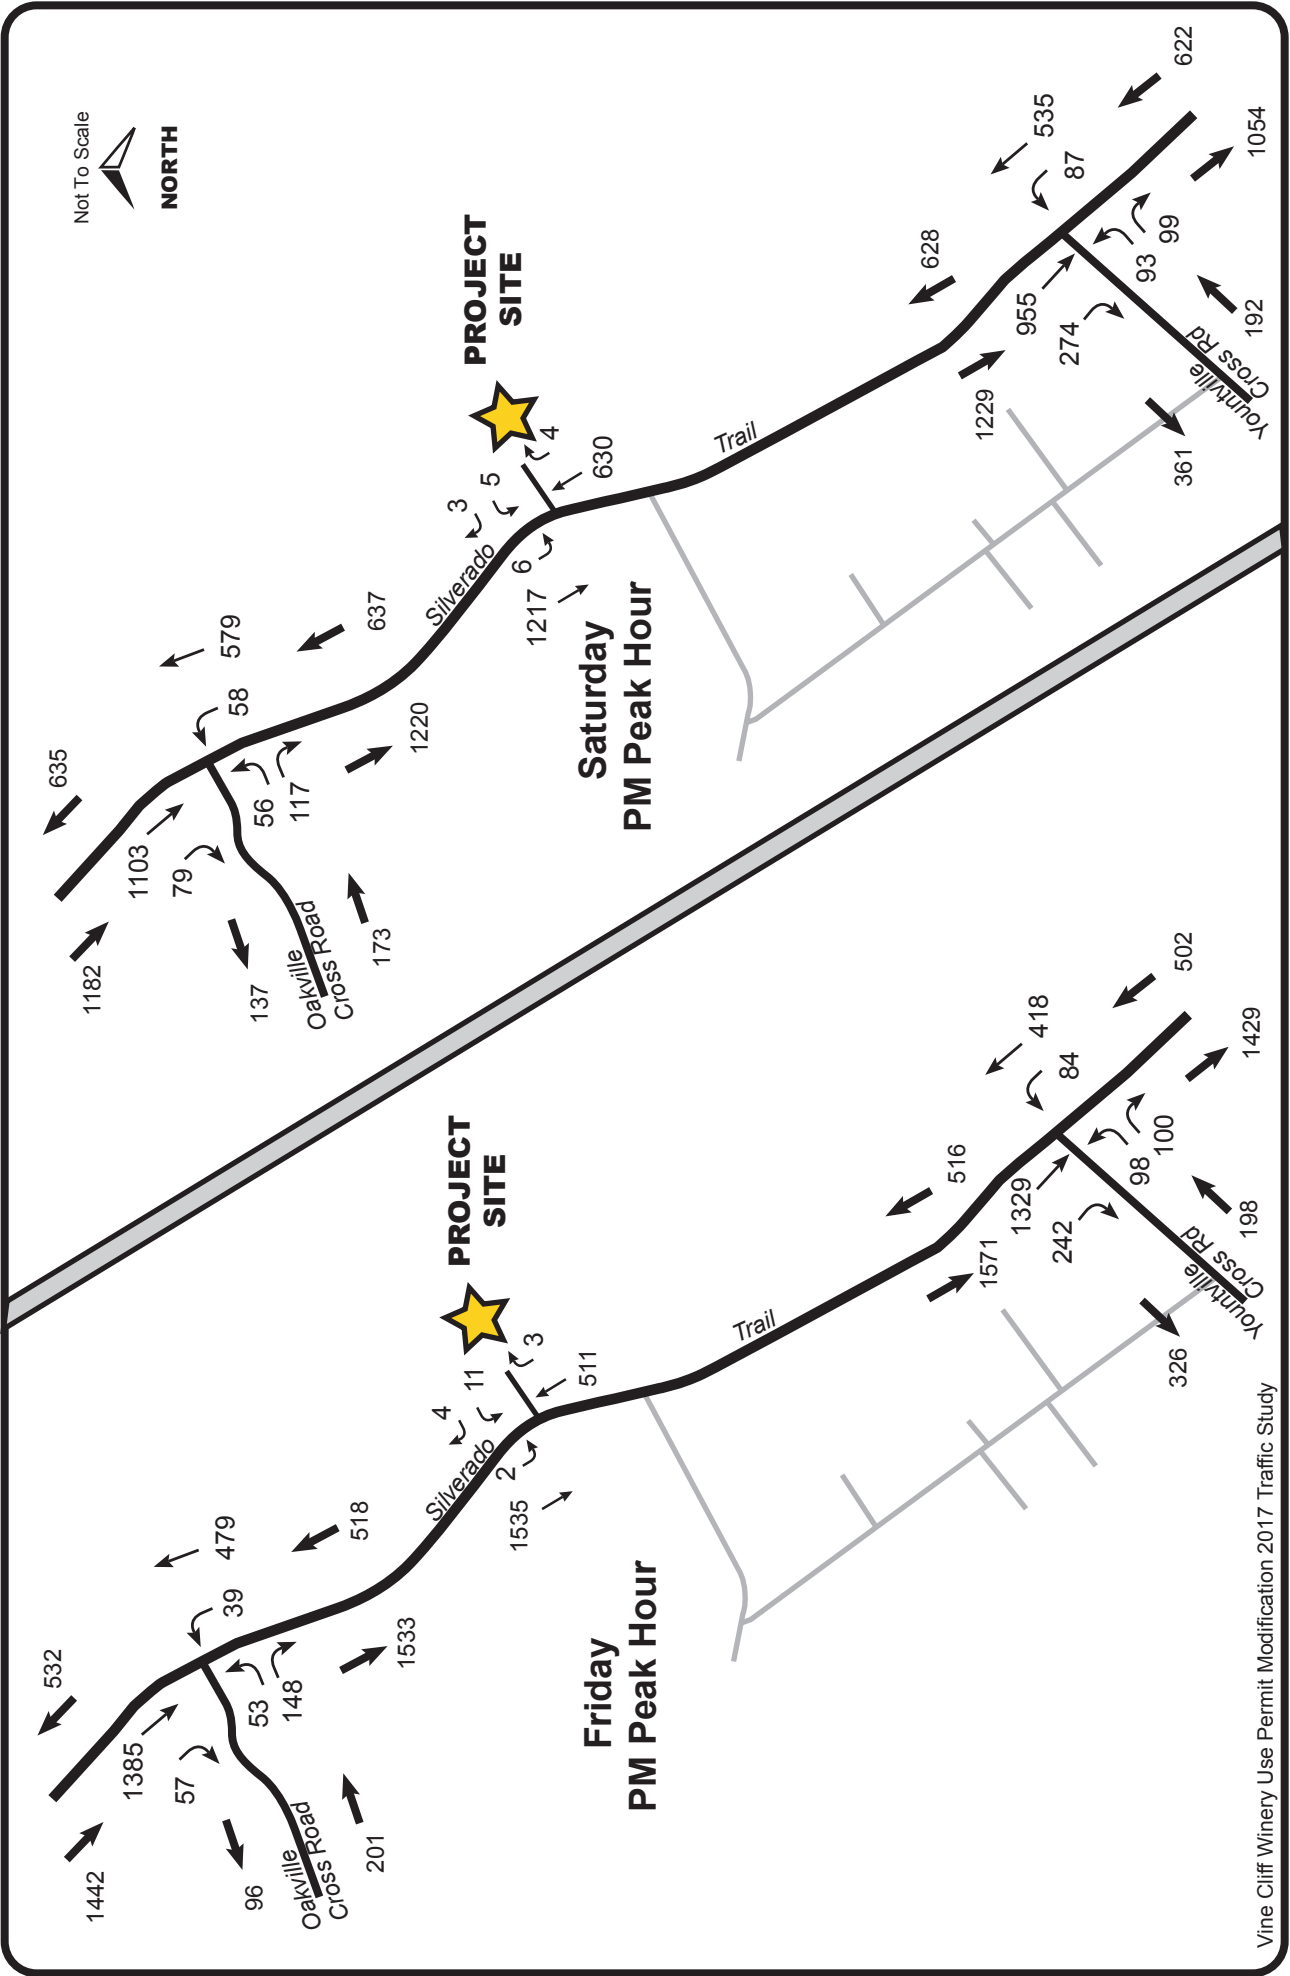 Not To Scale
NORTH
Friday
PM Peak Hour
1442
532
1385
57
96
201
Oakville
Cross Road
53
148
39
479
518
1533
Silverado
Trail
4
11
2
1535
3
511
PROJECT
SITE
516
1571
1329
242
326
198
Yountville
Cross Rd
98
100
84
418
502
1429
Saturday
PM Peak Hour
1182
635
1103
79
137
173
Oakville
Cross Road
56
117
58
579
637
1220
Silverado
Trail
3
5
6
1217
4
630
PROJECT
SITE
628
1229
955
274
361
192
Yountville
Cross Rd
93
99
87
535
622
1054
Vine Cliff Winery Use Permit Modification 2017 Traffic Study